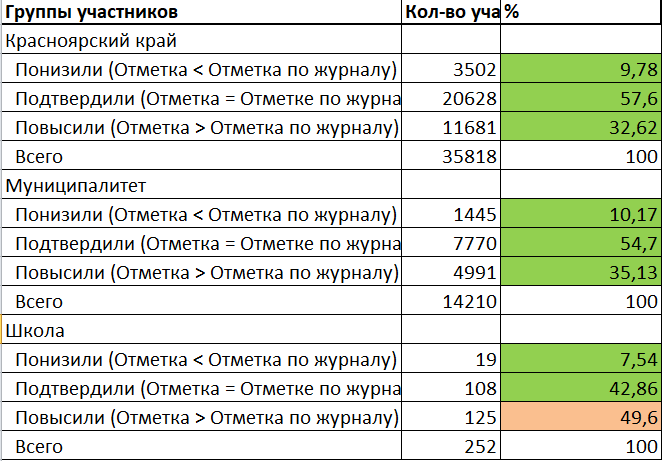 Группы участников Кол-во уча %
Красноярский край
Понизили (Отметка < Отметка по журналу) 3502 9,78
Подтвердили (Отметка = Отметке по журна 20628 57,6
Повысили (Отметка > Отметка по журналу) 11681 32,62
Всего 35818 100
Муниципалитет
Понизили (Отметка < Отметка по журналу) 1445 10,17
Подтвердили (Отметка = Отметке по журна 7770 54,7
Повысили (Отметка > Отметка по журналу) 4991 35,13
Всего 14210 100
Школа
Понизили (Отметка < Отметка по журналу) 19 7,54
Подтвердили (Отметка = Отметке по журна 108 42,86
Повысили (Отметка > Отметка по журналу) 125 49,6
Всего 252 100